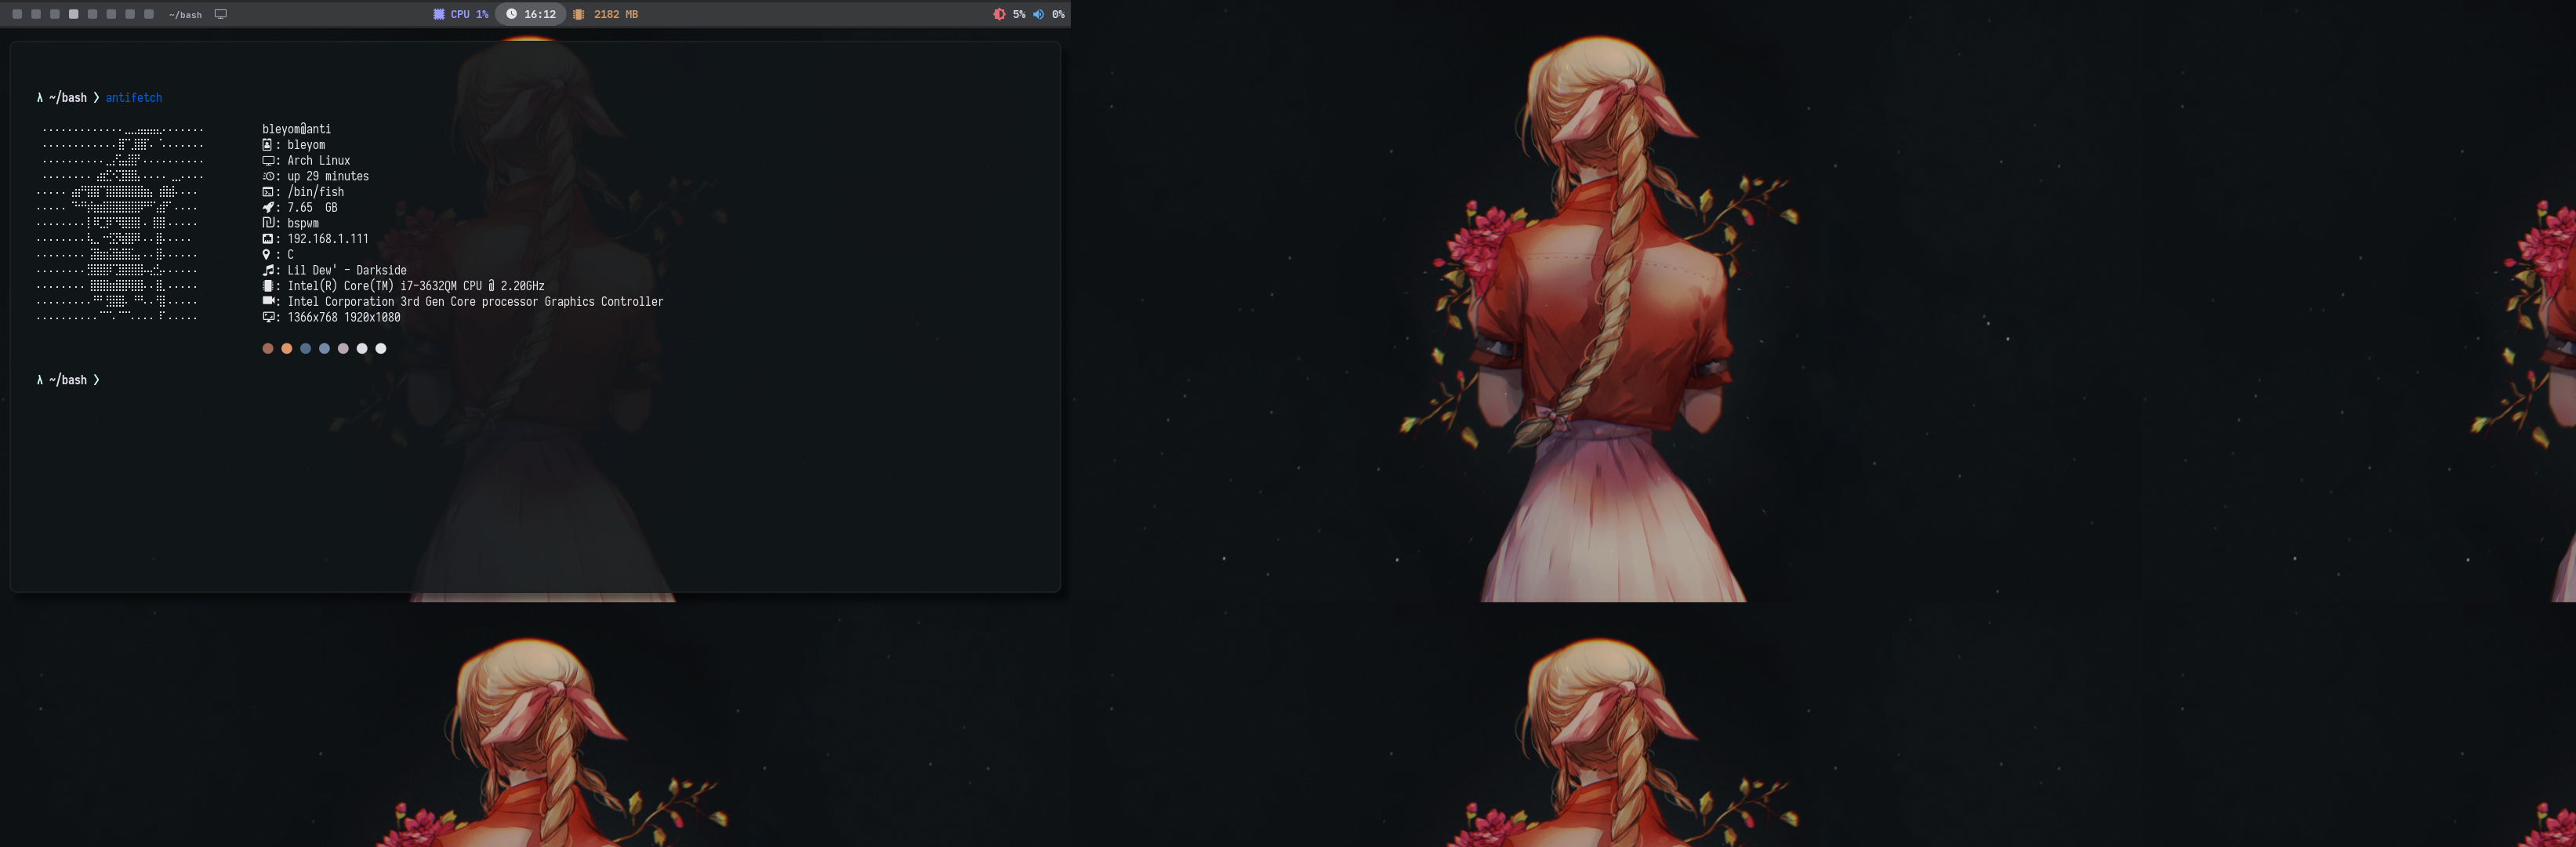 ~/bash
CPU 1%
16:12
2182 MB
5%
0%
λ ~/bash ❯ antifetch
bleyom@anti
: bleyom
: Arch Linux
: up 29 minutes
: /bin/fish
: 7.65  GB
: bspwm
: 192.168.1.111
: C
: Lil Dew' - Darkside
: Intel(R) Core(TM) i7-3632QM CPU @ 2.20GHz
: Intel Corporation 3rd Gen Core processor Graphics Controller
: 1366x768 1920x1080
λ ~/bash ❯